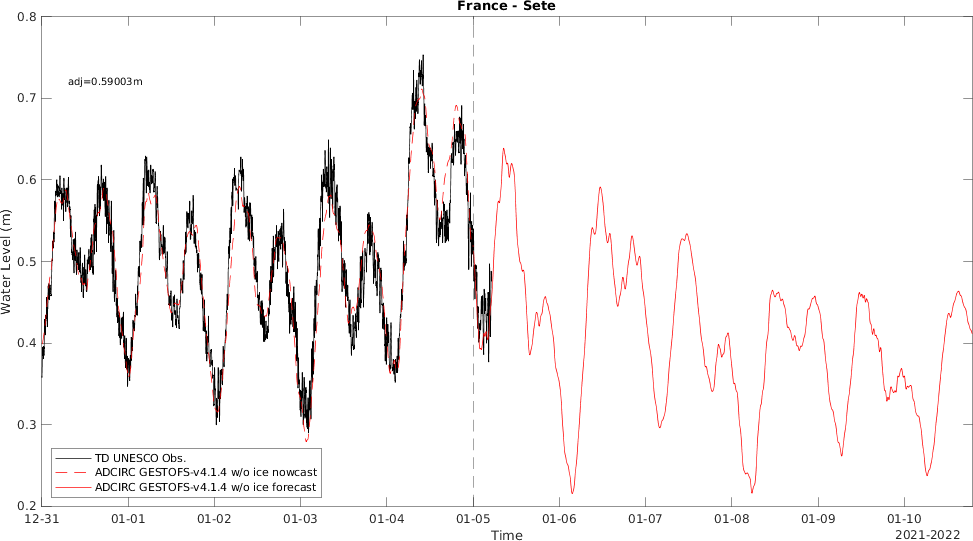 France - Sete
0.8
0.7
0.6
0.5
0.4
0.3
0.2
Water Level (m)
adj=0.59003m
TD UNESCO Obs.
ADCIRC GESTOFS-v4.1.4 w/o ice nowcast
ADCIRC GESTOFS-v4.1.4 w/o ice forecast
12-31 01-01 01-02 01-03 01-04 01-05 01-06 01-07 01-08 01-09 01-10
Time
2021-2022